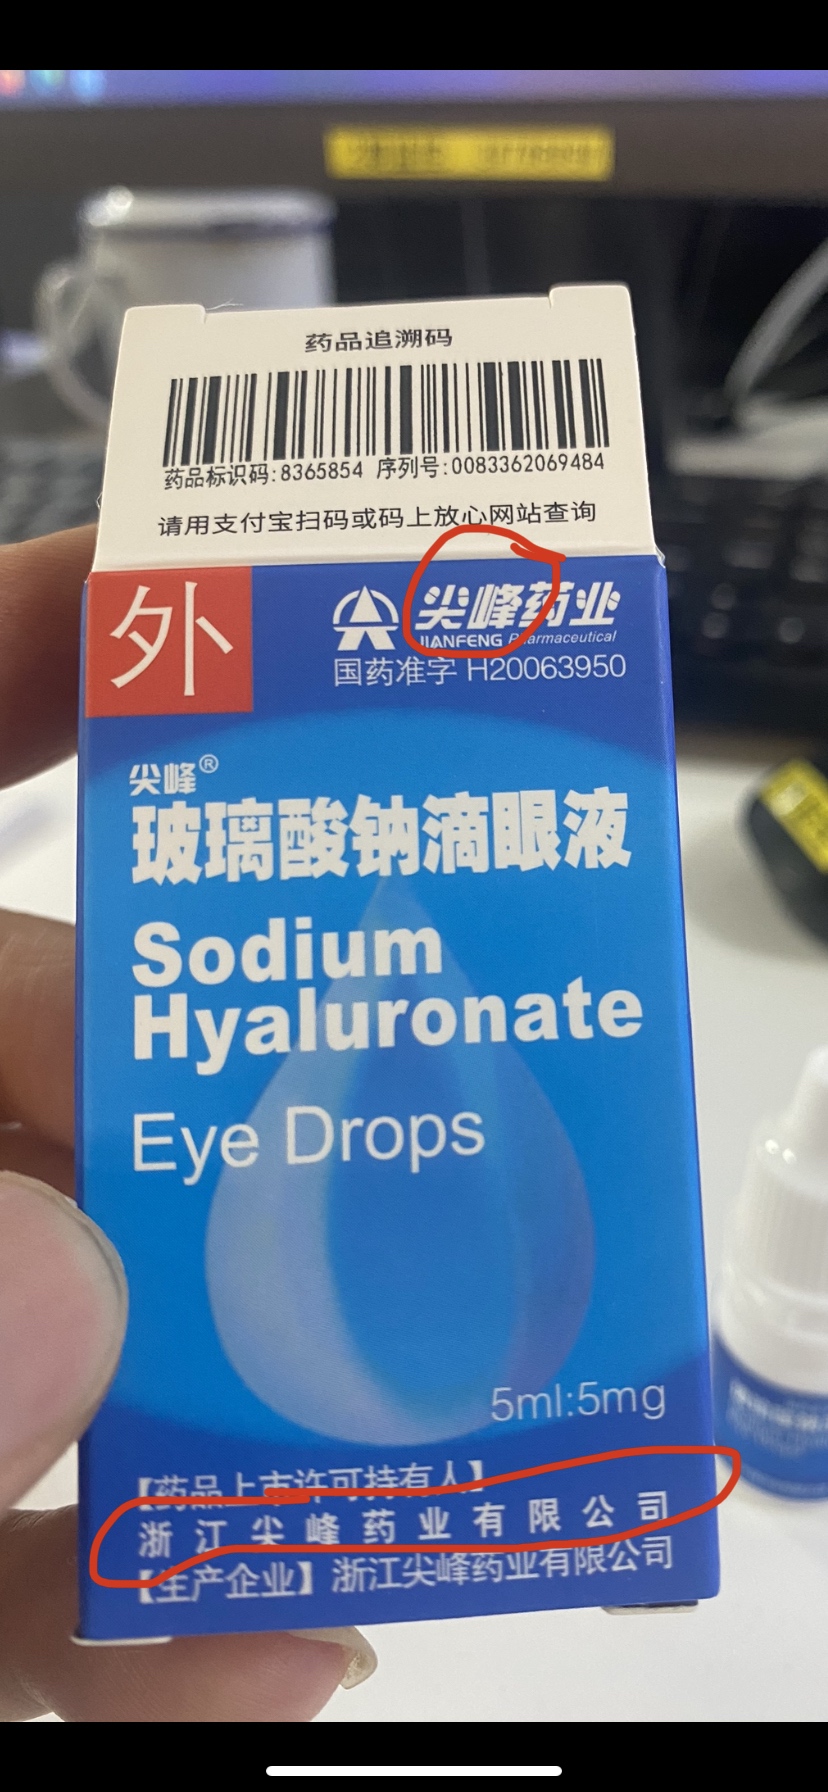 药品追溯码
药品标识码:8365854 序列号:0083362069484
请用支付宝扫码或码上放心网站查询
外
尖峰药业
JIANFENG Pharmaceutical
国药准字 H20063950
尖峰®
玻璃酸钠滴眼液
Sodium
Hyaluronate
Eye Drops
5ml:5mg
【药品上市许可持有人】
浙江尖峰药业有限公司
【生产企业】浙江尖峰药业有限公司